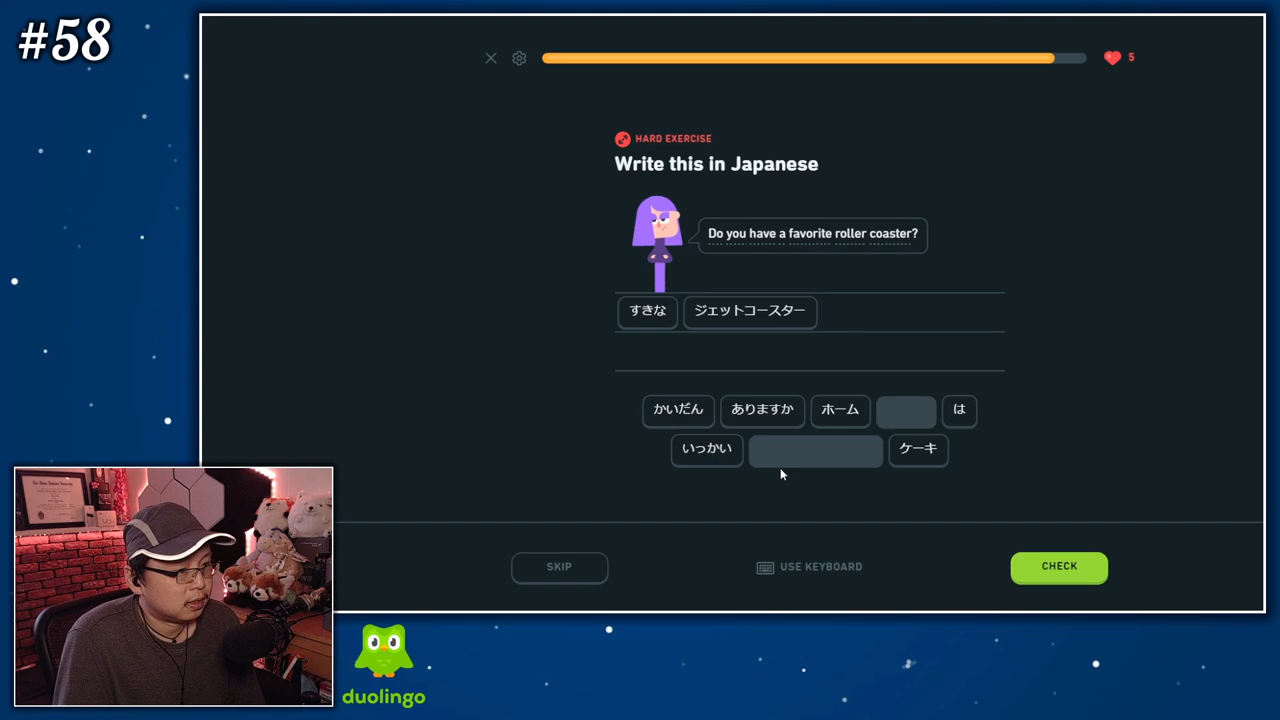 #58
5
HARD EXERCISE
Write this in Japanese
Do you have a favorite roller coaster?
すきな ジェットコースター
かいだん ありますか ホーム は
いっかい ケーキ
SKIP USE KEYBOARD CHECK
duolingo